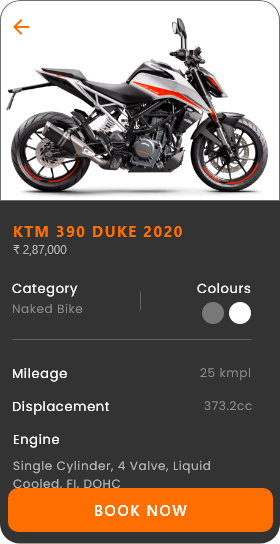 KTM 390 DUKE 2020
₹ 2,87,000
Category
Colours
Naked Bike
Mileage
25 kmpl
Displacement
373.2cc
Engine
Single Cylinder, 4 Valve, Liquid
Cooled, FI, DOHC
BOOK NOW